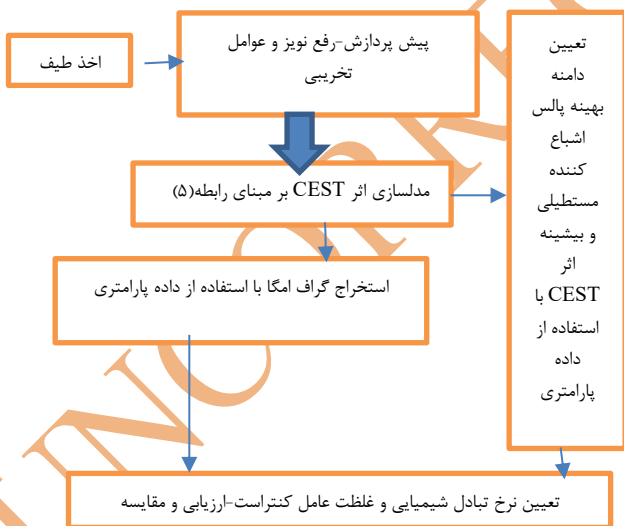 اخذ طیف
پیش پردازش-رفع نویز و عوامل
تخریبی
مدلسازی اثر CEST بر مبنای رابطه(۵)
استخراج گراف امگا با استفاده از داده پارامتری
تعیین
دامنه
بهینه پالس
اشباع
کننده
مستطیلی
و بیشینه
اثر
CEST با
استفاده از
داده
پارامتری
تعیین نرخ تبادل شیمیایی و غلظت عامل کنتراست-ارزیابی و مقایسه